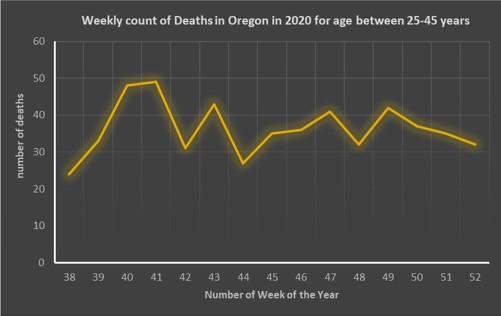 Weekly count of Deaths in Oregon in 2020 for age between 25-45 years
60
50
40
30
20
10
0
number of deaths
38 39 40 41 42 43 44 45 46 47 48 49 50 51 52
Number of Week of the Year